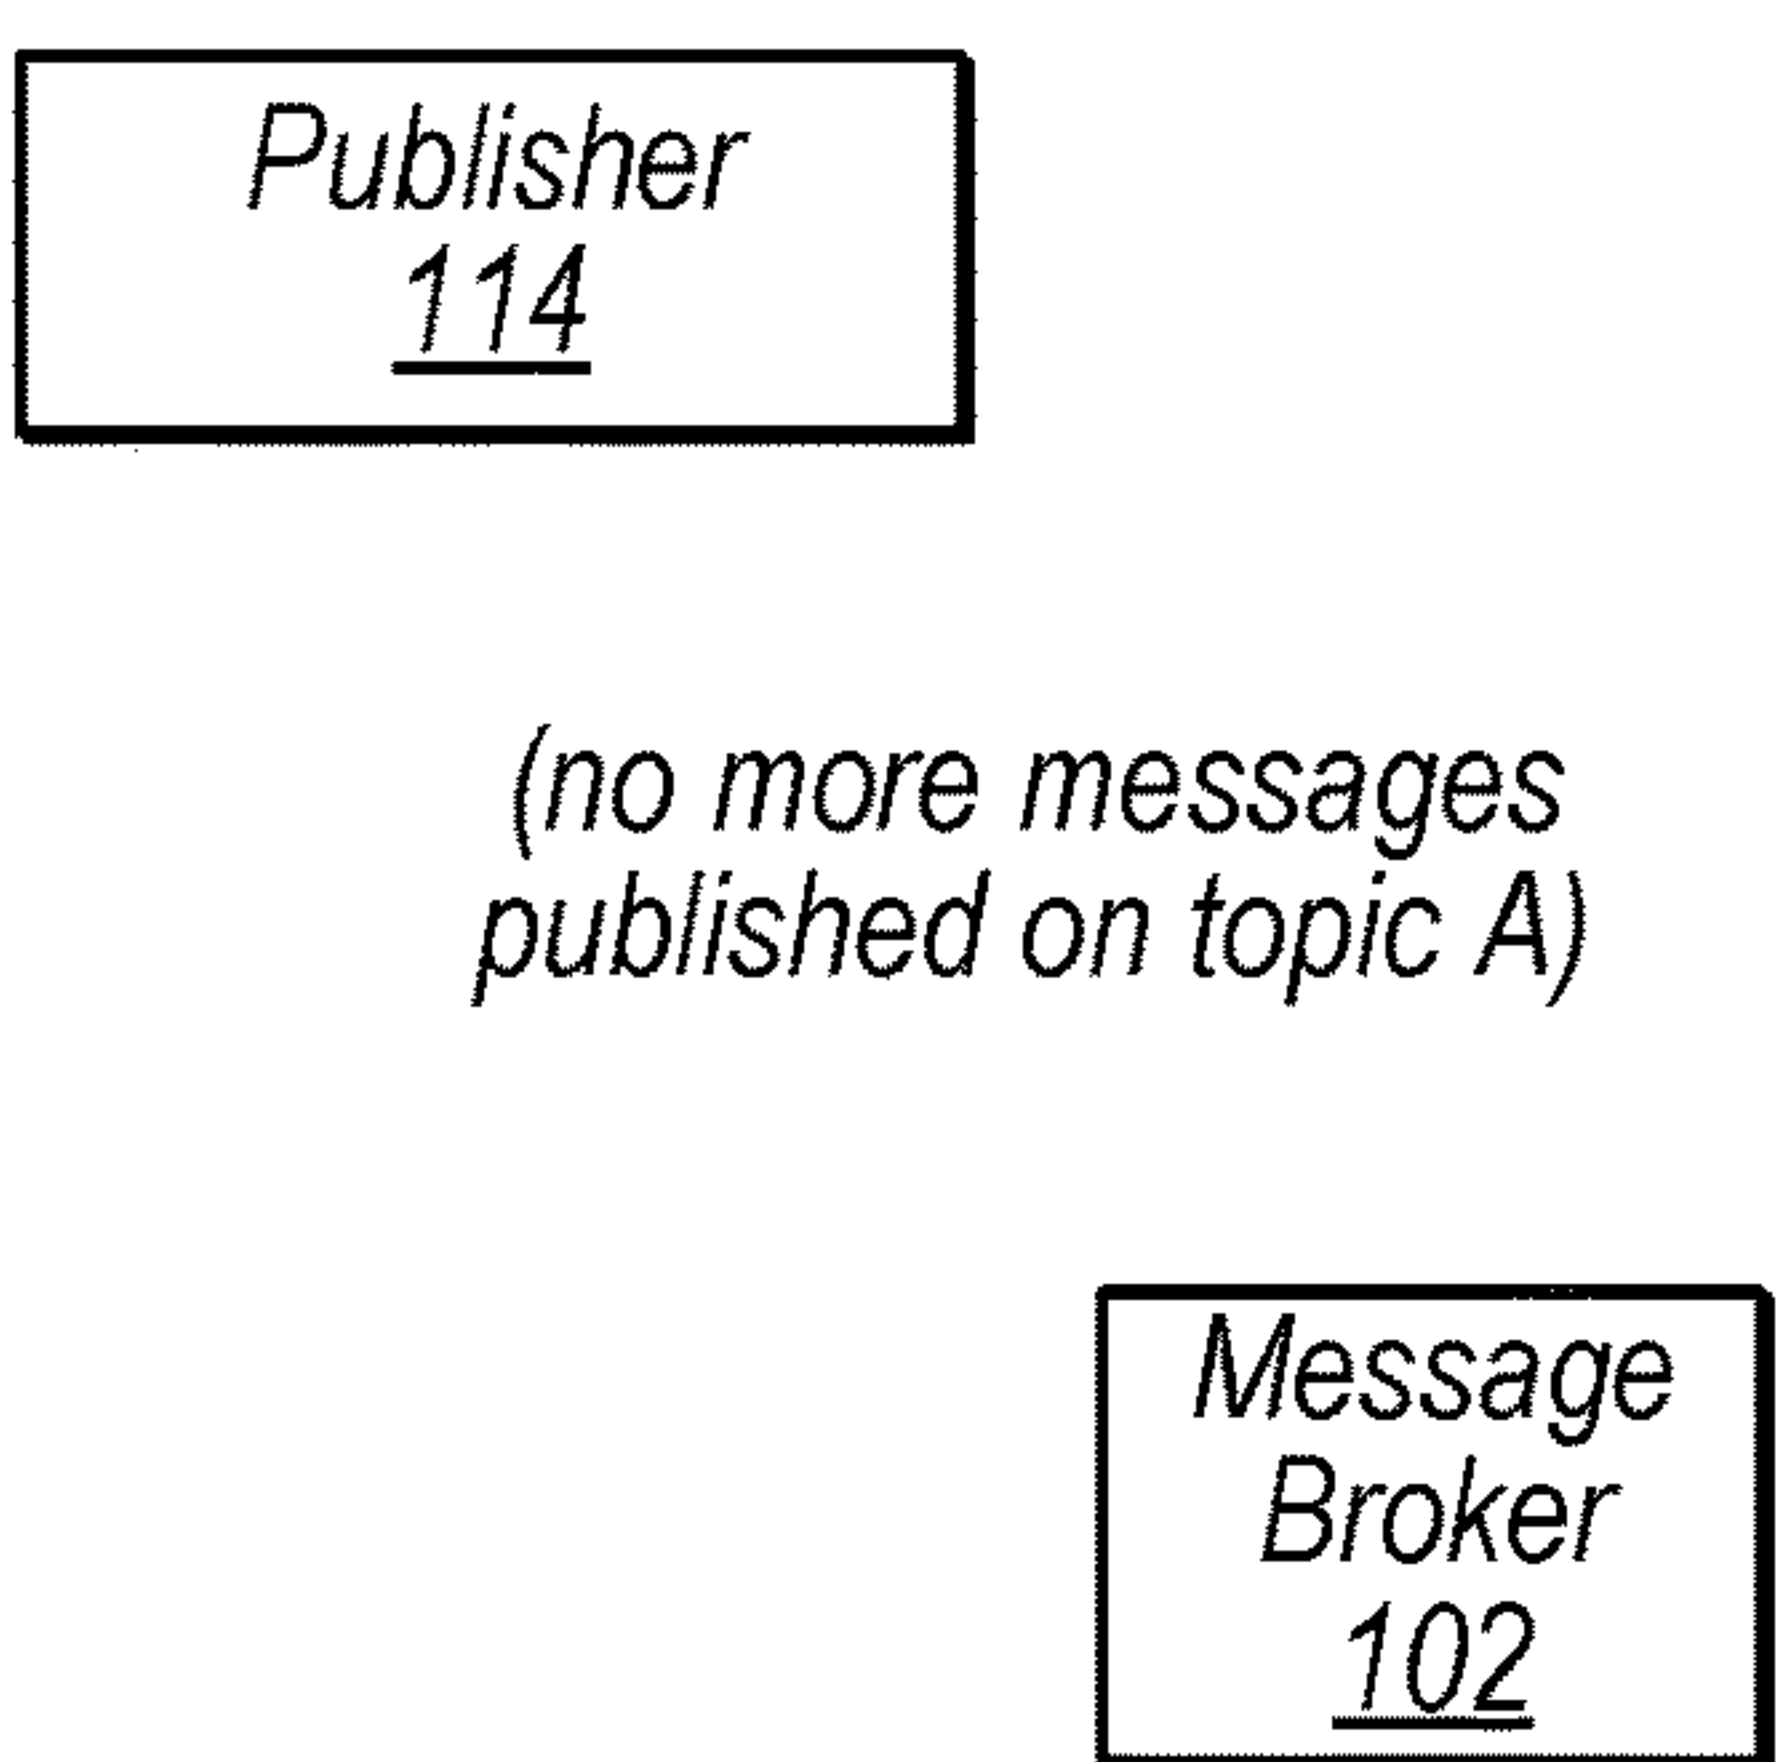 Publisher
114
(no more messages
published on topic A)
Message
Broker
102